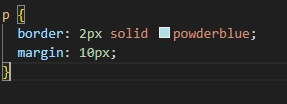 p {
  border: 2px solid powderblue;
  margin: 10px;
}